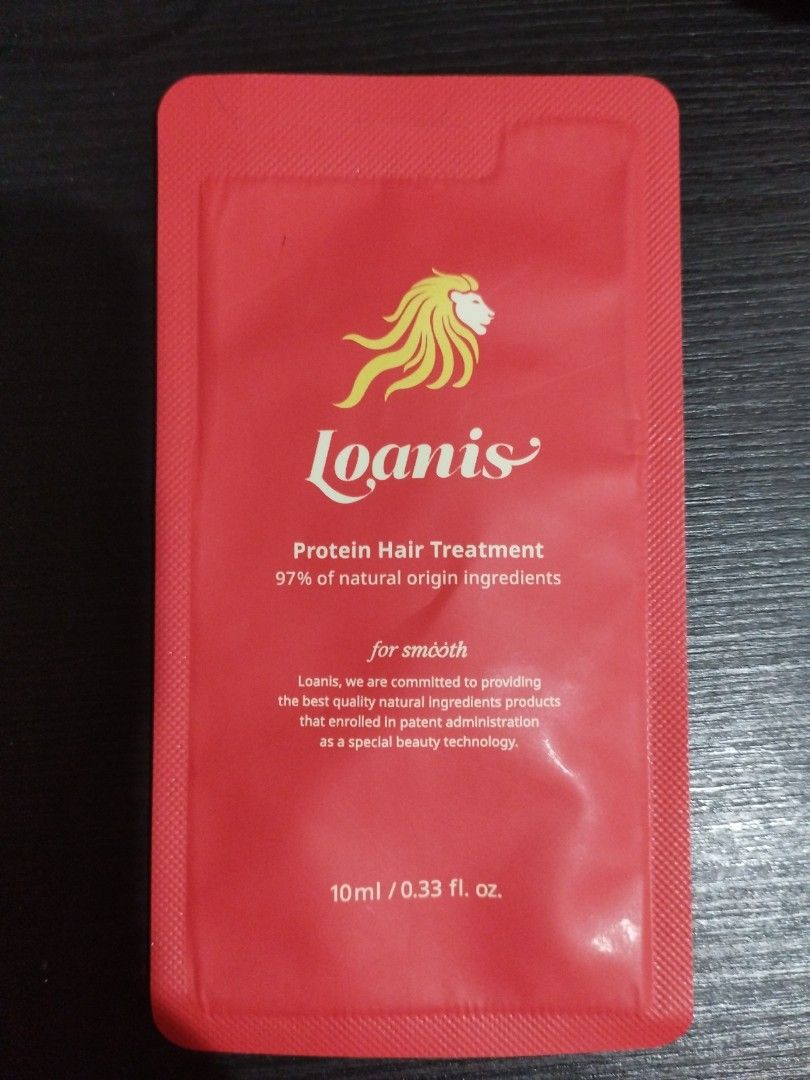 Loanis
Protein Hair Treatment
97% of natural origin ingredients
for smooth
Loanis, we are committed to providing
the best quality natural ingredients products
that enrolled in patent administration
as a special beauty technology.
10ml / 0.33 fl. oz.